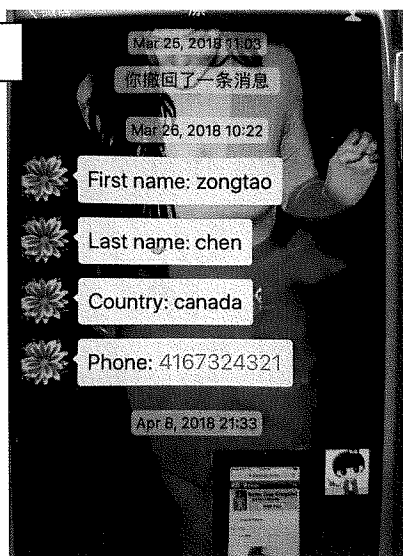 Mar 25, 2018 11:03
你撤回了一条消息
Mar 26, 2018 10:22
First name: zongtao
Last name: chen
Country: canada
Phone: 4167324321
Apr 8, 2018 21:33